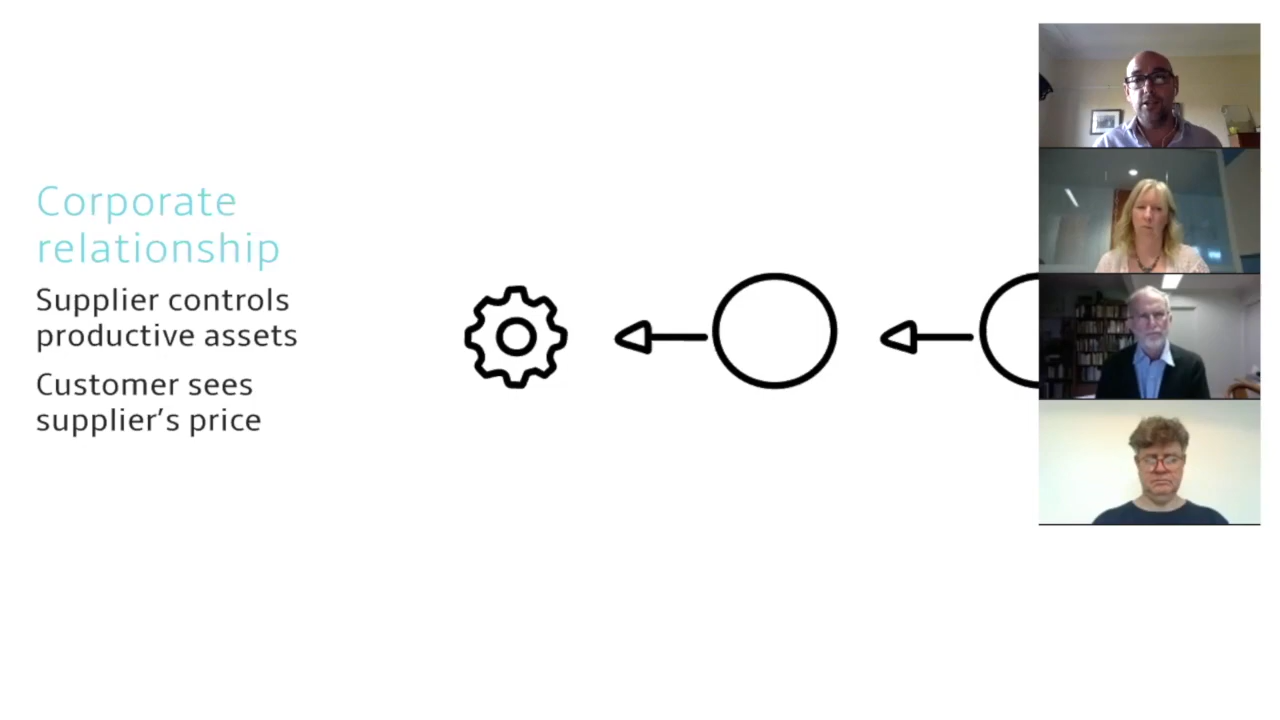 Corporate
relationship
Supplier controls
productive assets
Customer sees
supplier’s price